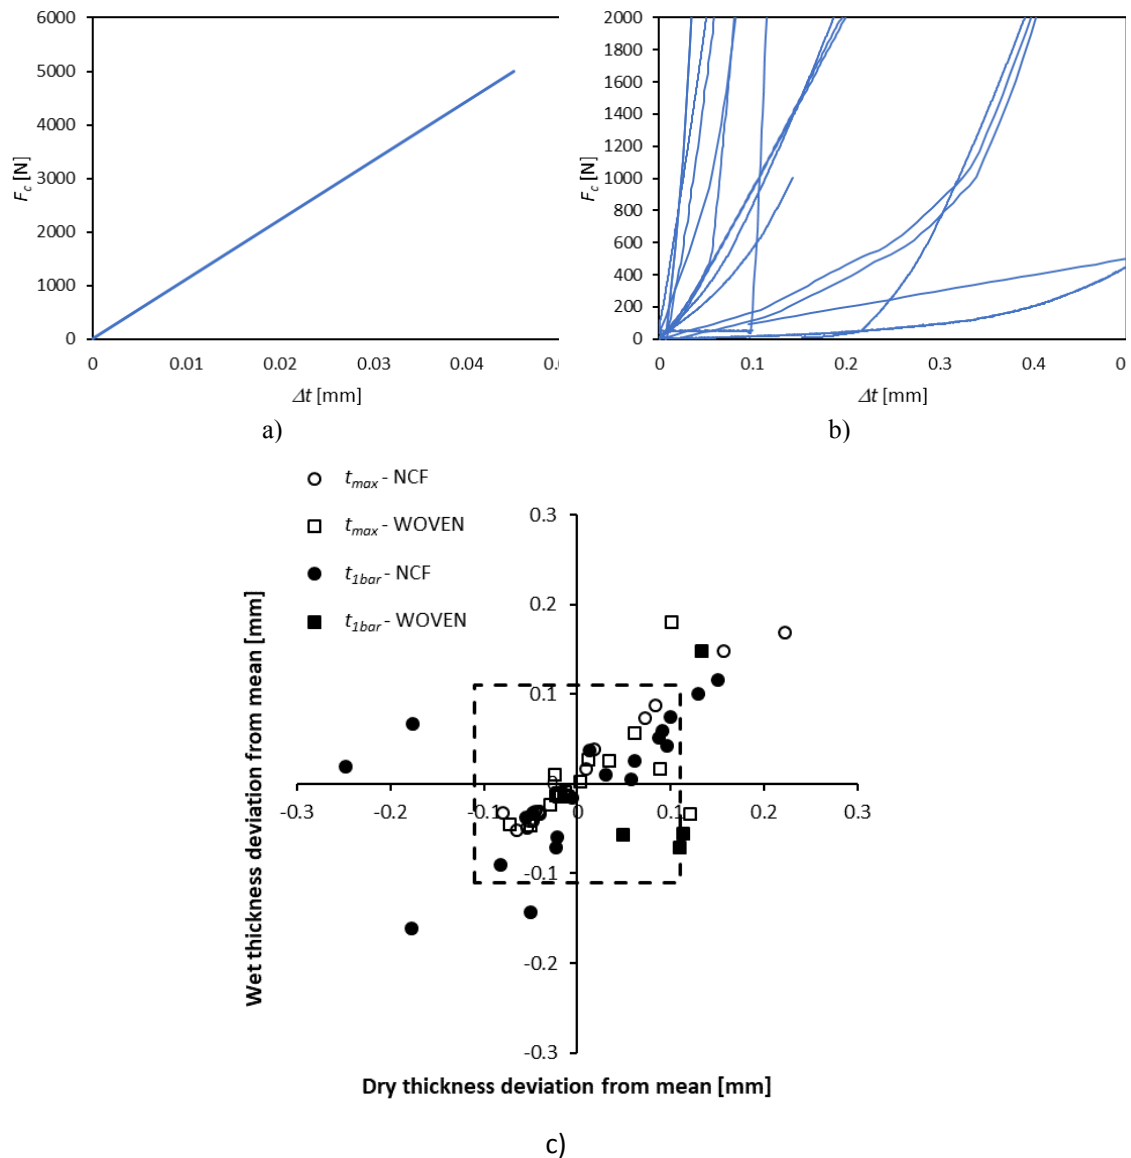 6000
5000
4000
3000
2000
1000
0
F_c [N]
0 0.01 0.02 0.03 0.04 0.0
Δt [mm]
a)
2000
1800
1600
1400
1200
1000
800
600
400
200
0
F_c [N]
0 0.1 0.2 0.3 0.4 0
Δt [mm]
b)
t_max - NCF
t_max - WOVEN
t_1bar - NCF
t_1bar - WOVEN
Wet thickness deviation from mean [mm]
0.3
0.2
0.1
-0.3 -0.2 -0.1 0 0.1 0.2 0.3
-0.1
-0.2
-0.3
Dry thickness deviation from mean [mm]
c)